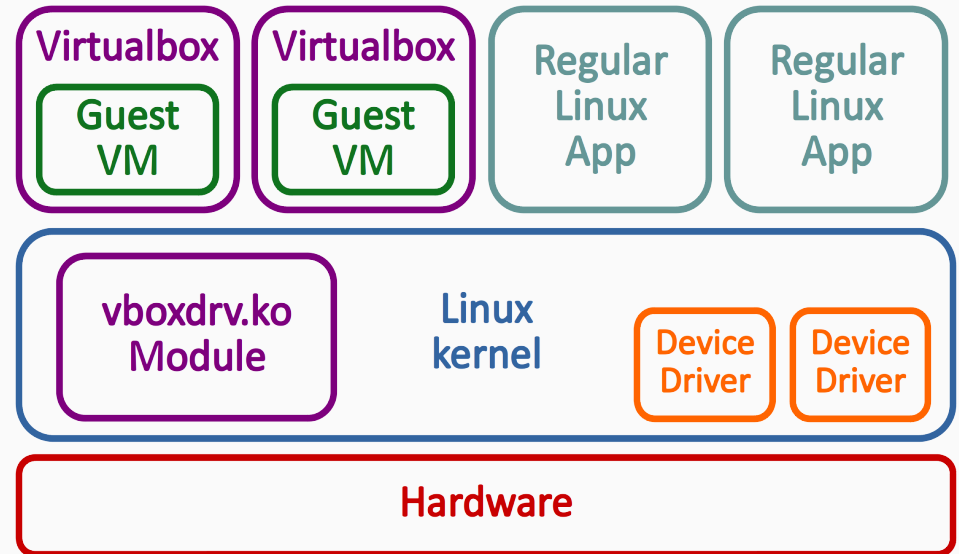 Virtualbox
Guest
VM
Virtualbox
Guest
VM
Regular
Linux
App
Regular
Linux
App
vboxdrv.ko
Module
Linux
kernel
Device
Driver
Device
Driver
Hardware